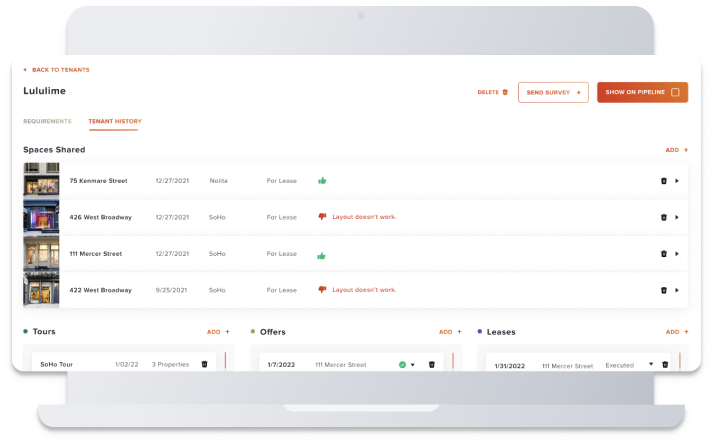 BACK TO TENANTS
Lululime
DELETE
SEND SURVEY +
SHOW ON PIPELINE
REQUIREMENTS TENANT HISTORY
Spaces Shared ADD +
75 Kenmare Street 12/27/2021 Nolita For Lease
426 West Broadway 12/27/2021 SoHo For Lease Layout doesn't work.
111 Mercer Street 12/27/2021 SoHo For Lease
422 West Broadway 9/25/2021 SoHo For Lease Layout doesn't work.
Tours ADD +
SoHo Tour 1/02/22 3 Properties
Offers ADD +
1/7/2022 111 Mercer Street
Leases ADD +
1/31/2022 111 Mercer Street Executed